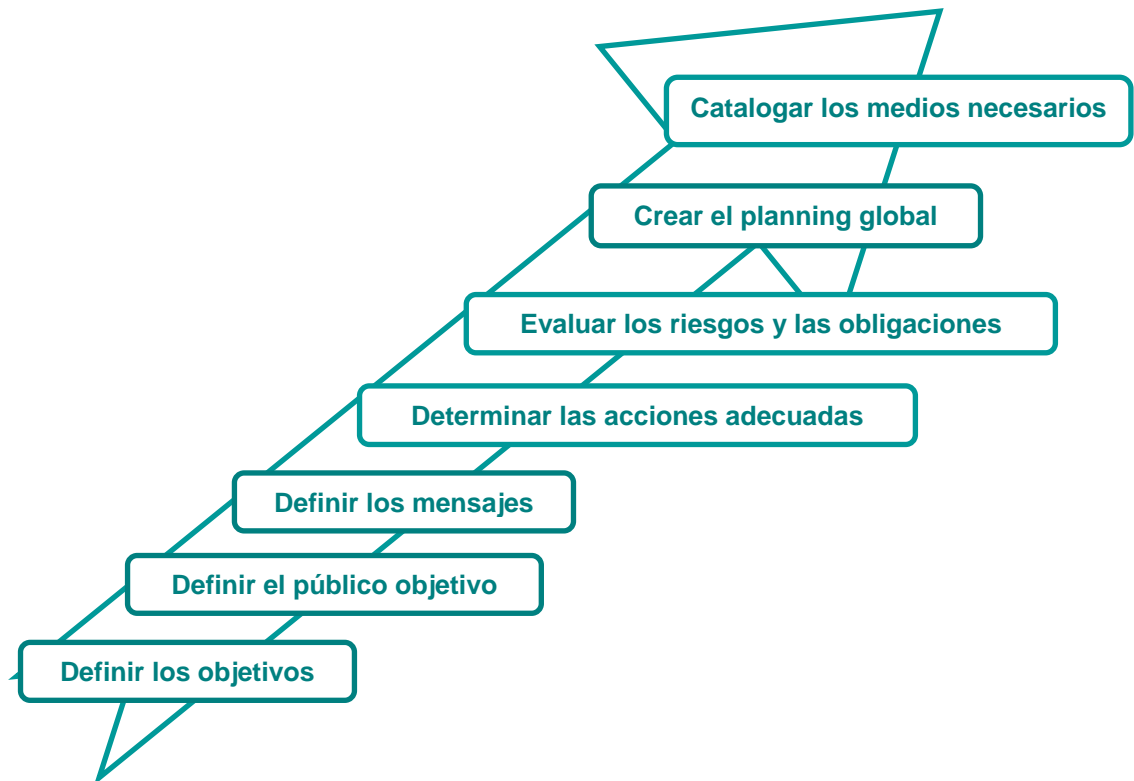 Catalogar los medios necesarios
Crear el planning global
Evaluar los riesgos y las obligaciones
Determinar las acciones adecuadas
Definir los mensajes
Definir el público objetivo
Definir los objetivos